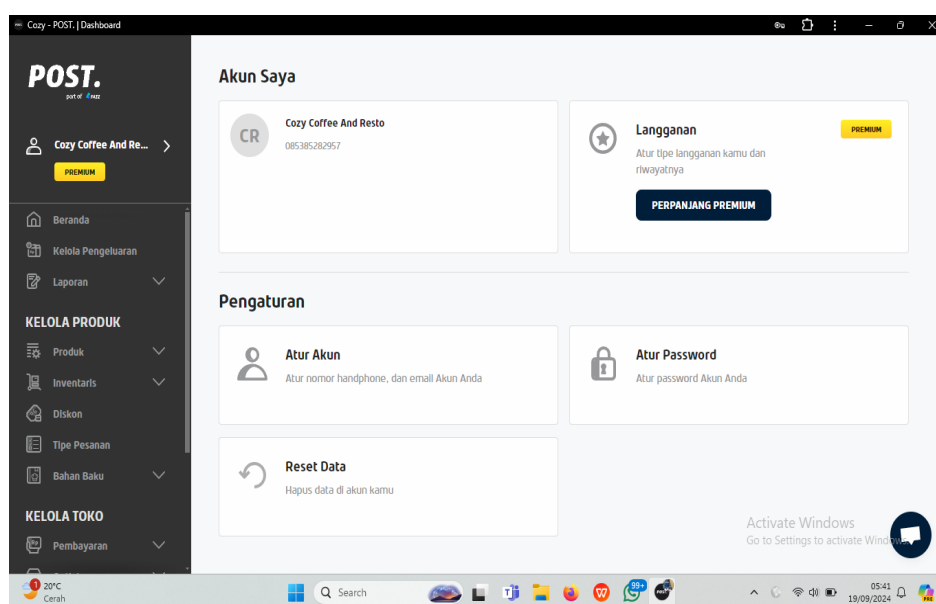 Cozy - POST. | Dashboard
POST.
part of
Cozy Coffee And Re...
PREMIUM
Beranda
Kelola Pengeluaran
Laporan
KELOLA PRODUK
Produk
Inventaris
Diskon
Tipe Pesanan
Bahan Baku
KELOLA TOKO
Pembayaran
Akun Saya
CR
Cozy Coffee And Resto
085385282957
Langganan
PREMIUM
Atur tipe langganan kamu dan
riwayatnya
PERPANJANG PREMIUM
Pengaturan
Atur Akun
Atur nomor handphone, dan email Akun Anda
Atur Password
Atur password Akun Anda
Reset Data
Hapus data di akun kamu
Activate Windows
Go to Settings to activate Windows.
1
20°C
Cerah
Search
99+
05:41
19/09/2024
PRE